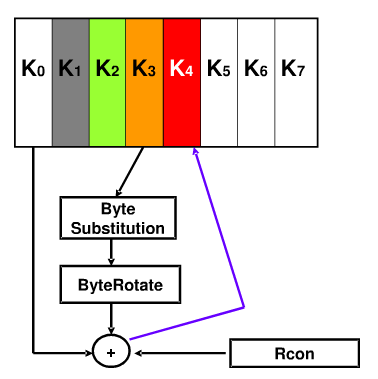 K0 K1 K2 K3 K4 K5 K6 K7
Byte
Substitution
ByteRotate
+
Rcon